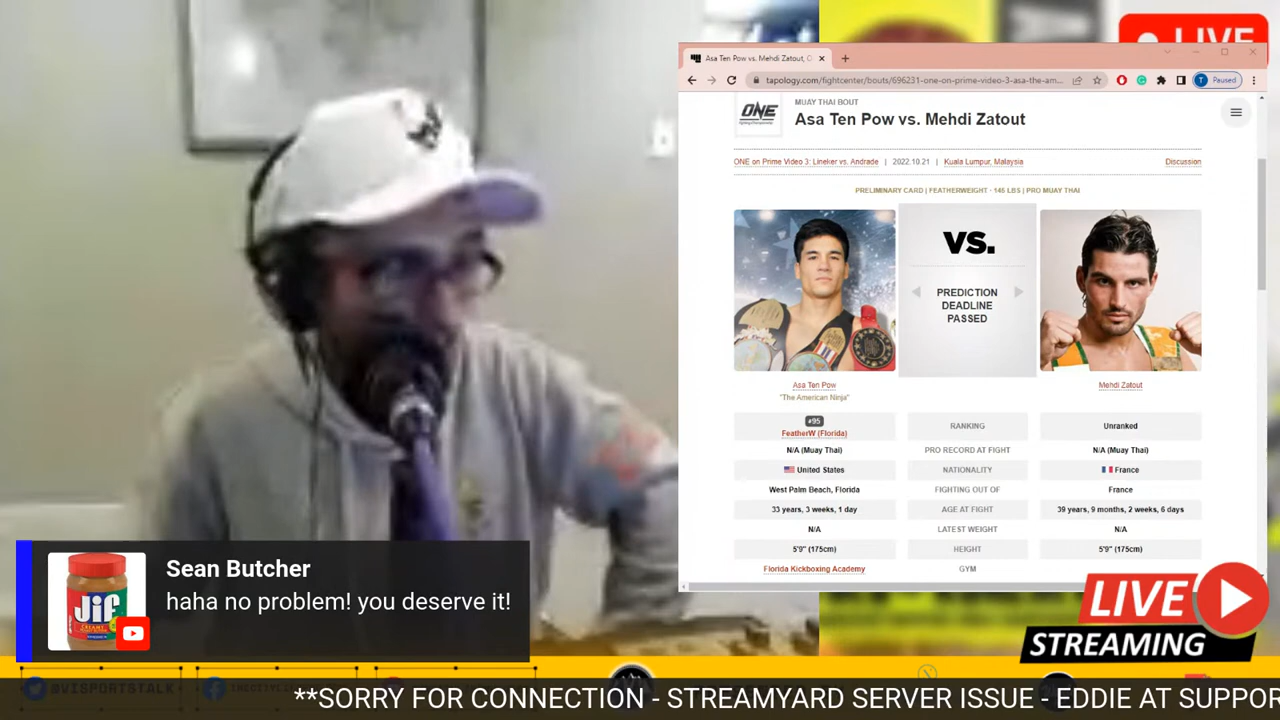 LIVE
Asa Ten Pow vs. Mehdi Zatout, O
tapology.com/fightcenter/bouts/696231-one-on-prime-video-3-asa-the-am...
T Paused
ONE
MUAY THAI BOUT
Asa Ten Pow vs. Mehdi Zatout
ONE on Prime Video 3: Lineker vs. Andrade | 2022.10.21 | Kuala Lumpur, Malaysia Discussion
PRELIMINARY CARD | FEATHERWEIGHT · 145 LBS | PRO MUAY THAI
VS.
PREDICTION
DEADLINE
PASSED
Asa Ten Pow Mehdi Zatout
"The American Ninja"
#95
FeatherW (Florida) RANKING Unranked
N/A (Muay Thai) PRO RECORD AT FIGHT N/A (Muay Thai)
United States NATIONALITY France
West Palm Beach, Florida FIGHTING OUT OF France
33 years, 3 weeks, 1 day AGE AT FIGHT 39 years, 9 months, 2 weeks, 6 days
N/A LATEST WEIGHT N/A
5'9" (175cm) HEIGHT 5'9" (175cm)
Florida Kickboxing Academy GYM
Jif
CREAMY
Sean Butcher
haha no problem! you deserve it!
LIVE
STREAMING
@VISPORTSTALK
**SORRY FOR CONNECTION - STREAMYARD SERVER ISSUE - EDDIE AT SUPPOR